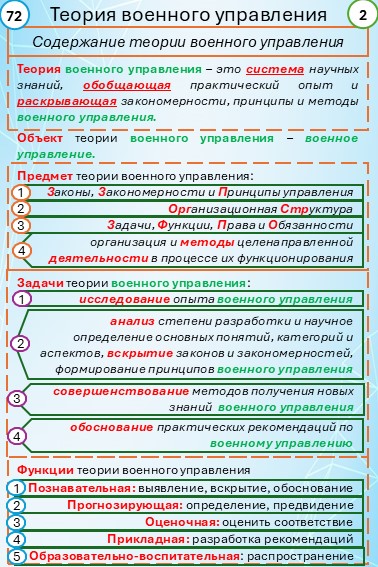 72 Теория военного управления 2
Содержание теории военного управления
Теория военного управления – это система научных
знаний, обобщающая практический опыт и
раскрывающая закономерности, принципы и методы
военного управления.
Объект теории военного управления – военное
управление.
Предмет теории военного управления:
1 Законы, Закономерности и Принципы управления
2 Организационная Структура
3 Задачи, Функции, Права и Обязанности
4 организация и методы целенаправленной
деятельности в процессе их функционирования
Задачи теории военного управления:
1 исследование опыта военного управления
2 анализ степени разработки и научное
определение основных понятий, категорий и
аспектов, вскрытие законов и закономерностей,
формирование принципов военного управления
3 совершенствование методов получения новых
знаний военного управления
4 обоснование практических рекомендаций по
военному управлению
Функции теории военного управления
1 Познавательная: выявление, вскрытие, обоснование
2 Прогнозирующая: определение, предвидение
3 Оценочная: оценить соответствие
4 Прикладная: разработка рекомендаций
5 Образовательно-воспитательная: распространение